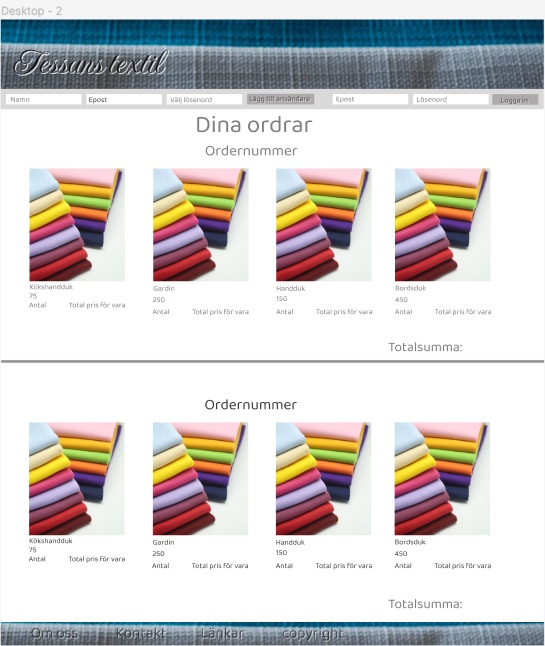 Desktop - 2
Tessans textil
Namn Epost Välj lösenord Lägg till användare Epost Lösenord Logga in
Dina ordrar
Ordernummer
Kökshandduk Gardin Handduk Bordsduk
75 250 150 450
Antal Total pris för vara Antal Total pris för vara Antal Total pris för vara Antal Total pris för vara
Totalsumma:
Ordernummer
Kökshandduk Gardin Handduk Bordsduk
75 250 150 450
Antal Total pris för vara Antal Total pris för vara Antal Total pris för vara Antal Total pris för vara
Totalsumma:
Om oss Kontakt Länkar copyright